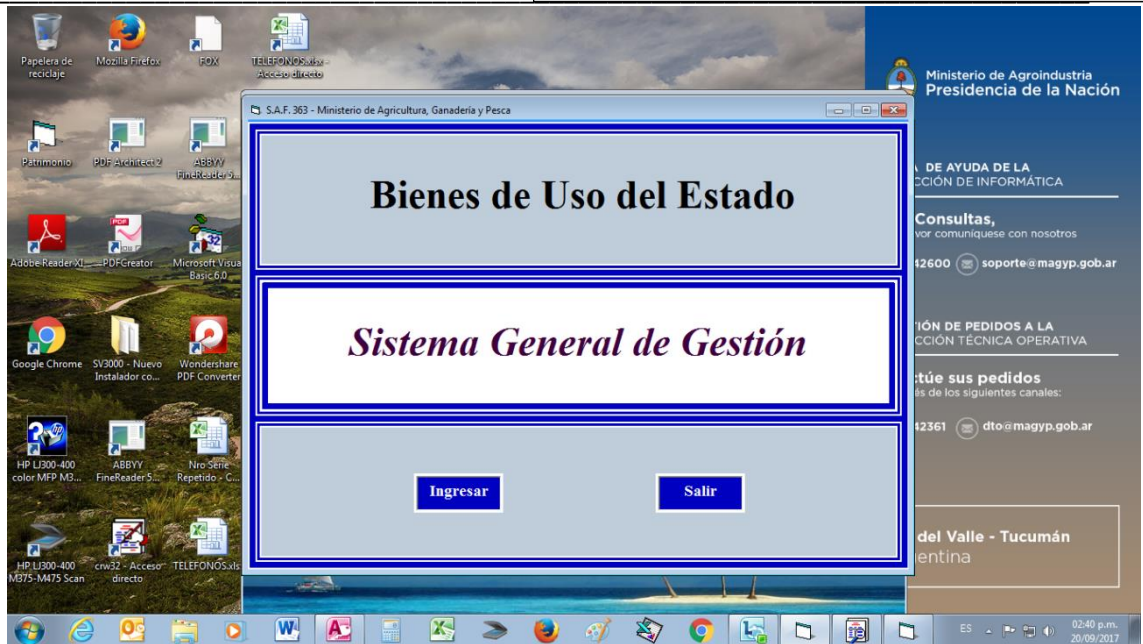 Papelera de
reciclaje
Mozilla Firefox
FOX
TELEFONOS.xlsx -
Acceso directo
Patrimonio
PDF Architect 2
ABBYY
FineReader 5...
Adobe Reader XI
PDFCreator
Microsoft Visua
Basic 6.0
Google Chrome
SV3000 - Nuevo
Instalador co...
Wondershare
PDF Converter
HP LJ300-400
color MFP M3...
ABBYY
FineReader 5...
Nro Serie
Repetido - C...
HP LJ300-400
M375-M475 Scan
crw32 - Acceso
directo
TELEFONOS.xls
S.A.F. 363 - Ministerio de Agricultura, Ganadería y Pesca
Bienes de Uso del Estado
Sistema General de Gestión
Ingresar
Salir
Ministerio de Agroindustria
Presidencia de la Nación
DE AYUDA DE LA
CCIÓN DE INFORMÁTICA
Consultas,
vor comuníquese con nosotros
42600 soporte@magyp.gob.ar
IÓN DE PEDIDOS A LA
CCIÓN TÉCNICA OPERATIVA
túe sus pedidos
és de los siguientes canales:
42361 dto@magyp.gob.ar
del Valle - Tucumán
entina
ES
02:40 p.m.
20/09/2017